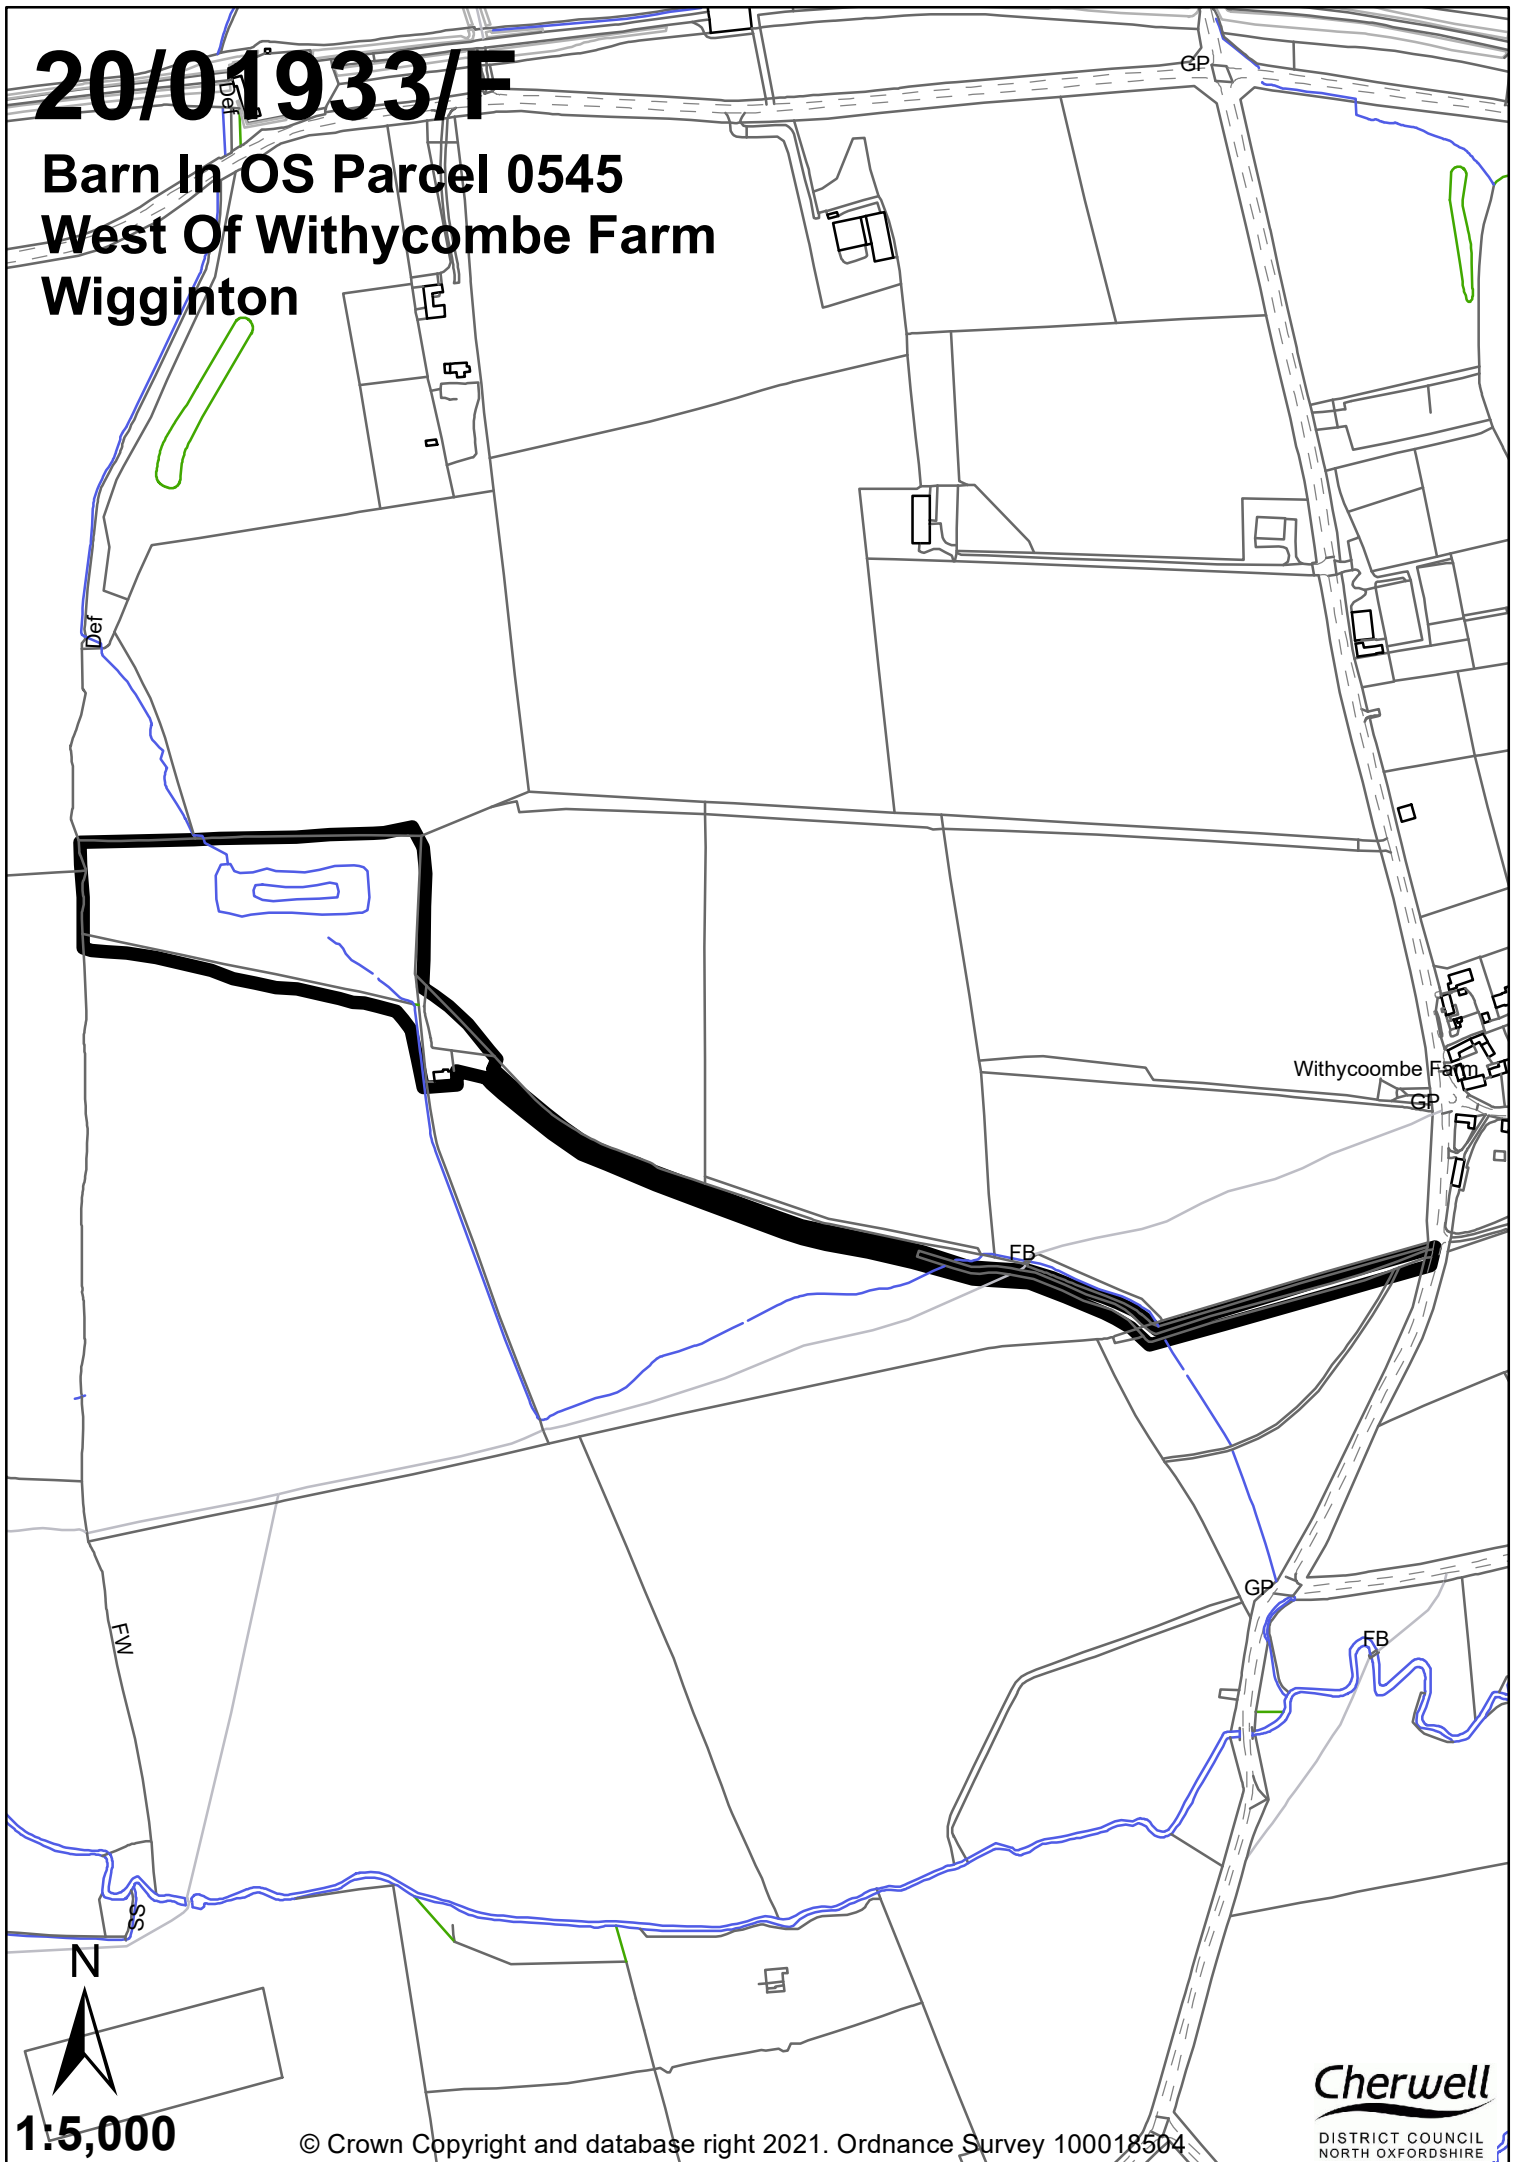 20/01933/F
Barn In OS Parcel 0545
West Of Withycombe Farm
Wigginton
GP
Def
Def
Withycoombe Farm
GP
FB
GP
FB
FW
SS
N
1:5,000
© Crown Copyright and database right 2021. Ordnance Survey 100018504
Cherwell
DISTRICT COUNCIL
NORTH OXFORDSHIRE